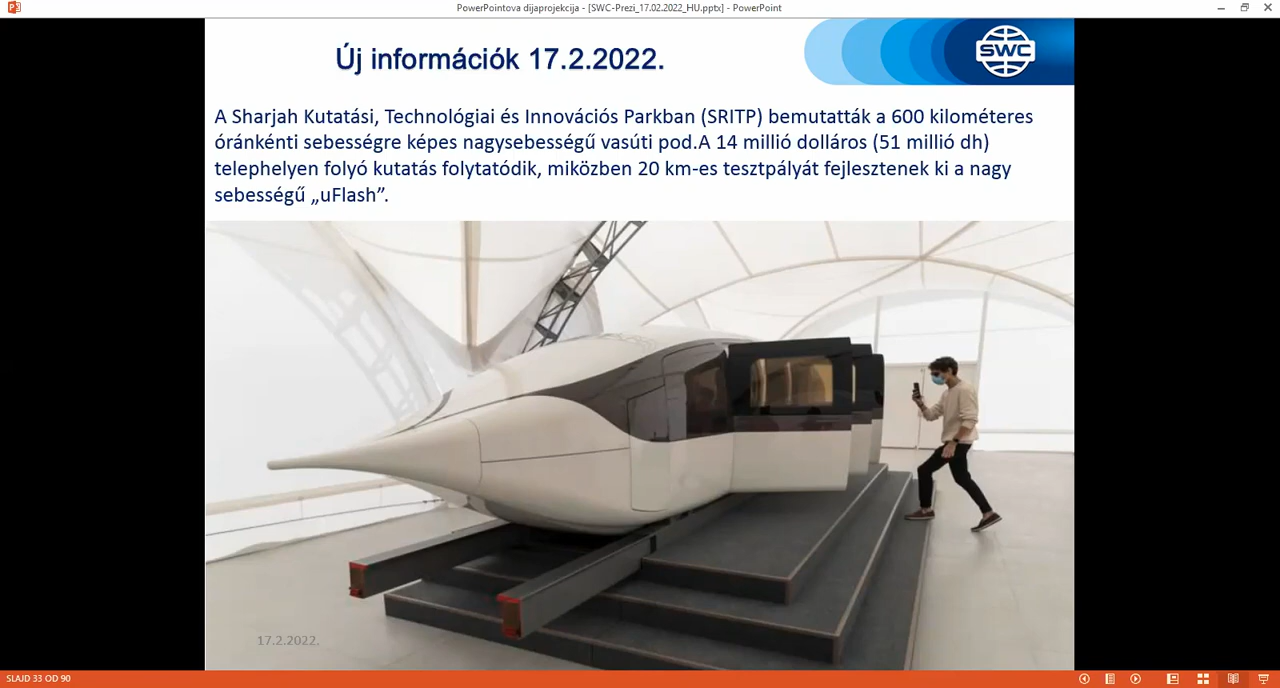 PowerPointova dijaprojekcija - [SWC-Prezi_17.02.2022_HU.pptx] - PowerPoint
Új információk 17.2.2022.
SWC
A Sharjah Kutatási, Technológiai és Innovációs Parkban (SRITP) bemutatták a 600 kilométeres
óránkénti sebességre képes nagysebességű vasúti pod.A 14 millió dolláros (51 millió dh)
telephelyen folyó kutatás folytatódik, miközben 20 km-es tesztpályát fejlesztenek ki a nagy
sebességű „uFlash”.
17.2.2022.
SLAJD 33 OD 90